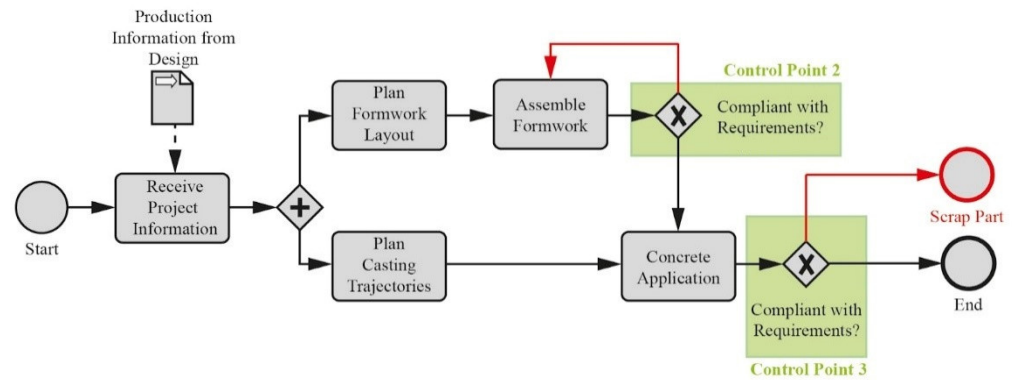 Production
Information from
Design
Start
Receive
Project
Information
Plan
Formwork
Layout
Assemble
Formwork
Control Point 2
Compliant with
Requirements?
Plan
Casting
Trajectories
Concrete
Application
Compliant with
Requirements?
Control Point 3
Scrap Part
End